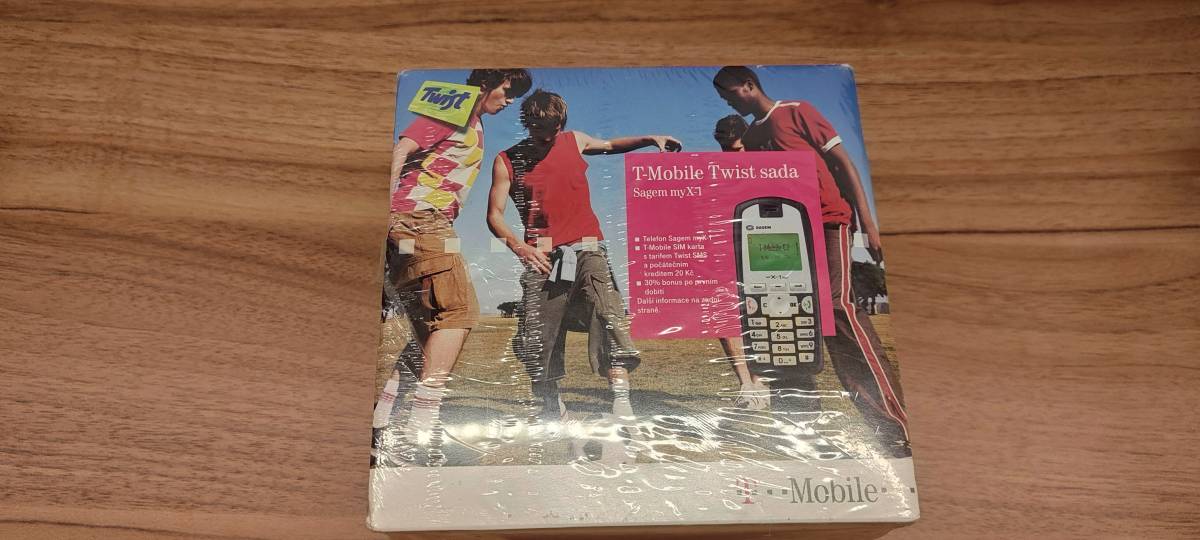 Twist
T-Mobile Twist sada
Sagem myX-1
Telefon Sagem myX-1
T-Mobile SIM karta
s tarifem Twist SMS
a počátečním
kreditem 20 Kč
30% bonus po prvním
dobití
Další informace na zadní
straně.
SAGEM
T··Mobile·